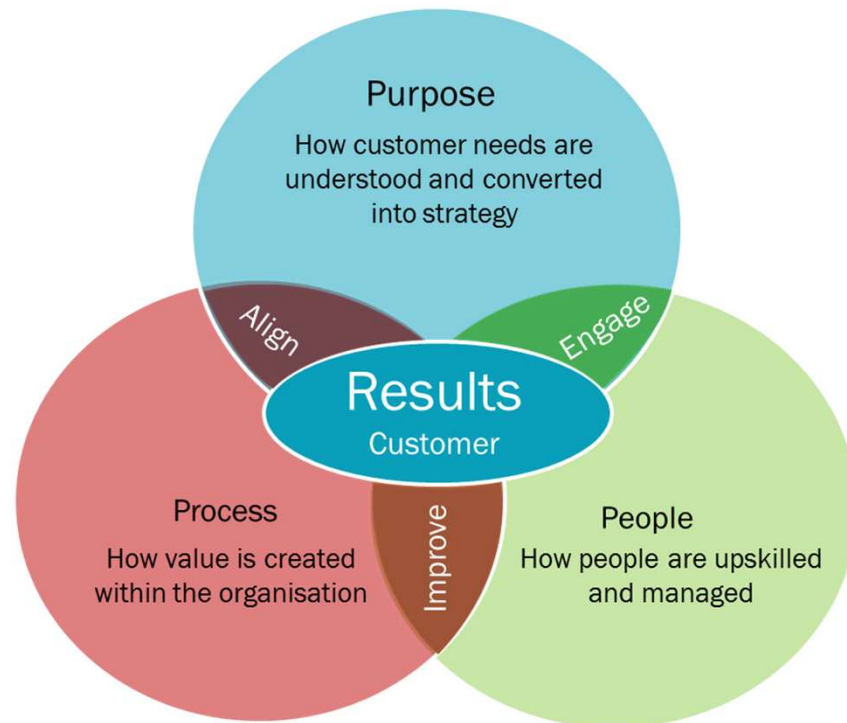 Purpose
How customer needs are
understood and converted
into strategy
Align
Engage
Results
Customer
Process
How value is created
within the organisation
Improve
People
How people are upskilled
and managed